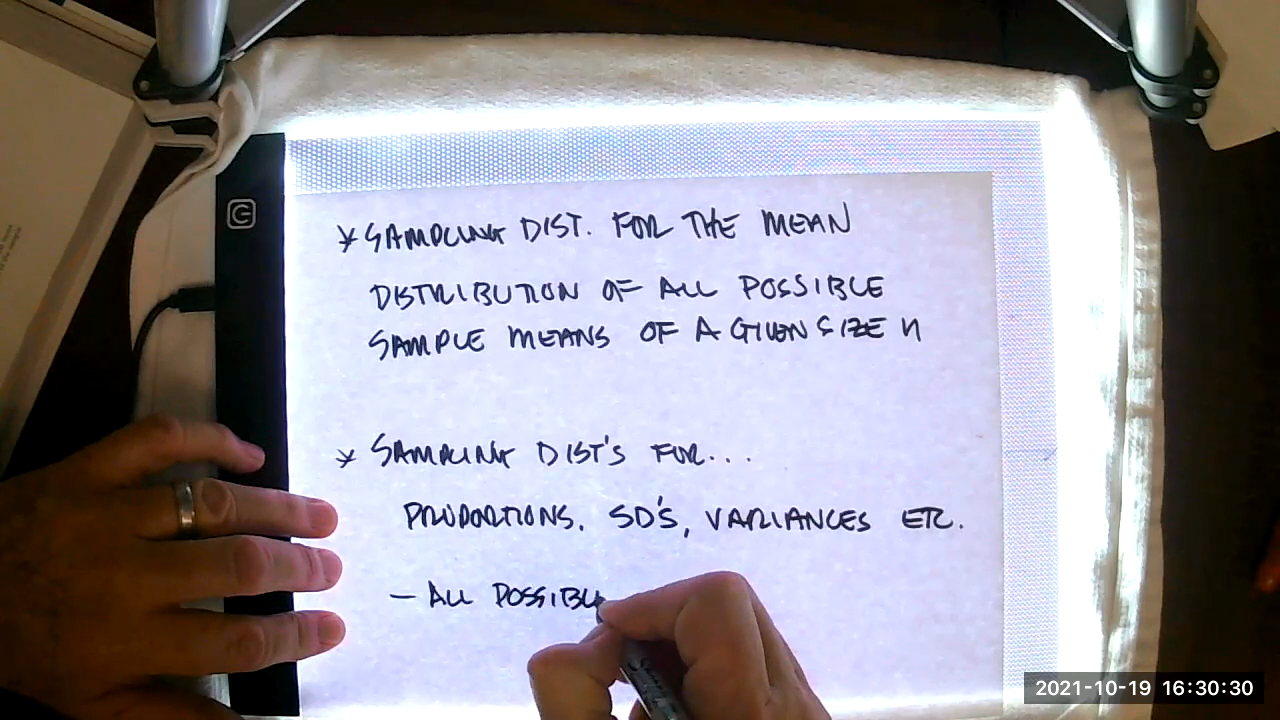 * SAMPLING DIST. FOR THE MEAN
DISTRIBUTION OF ALL POSSIBLE
SAMPLE MEANS OF A GIVEN SIZE n
* SAMPLING DIST'S FOR...
PROPORTIONS, SD'S, VARIANCES ETC.
- ALL POSSIBL
2021-10-19 16:30:30